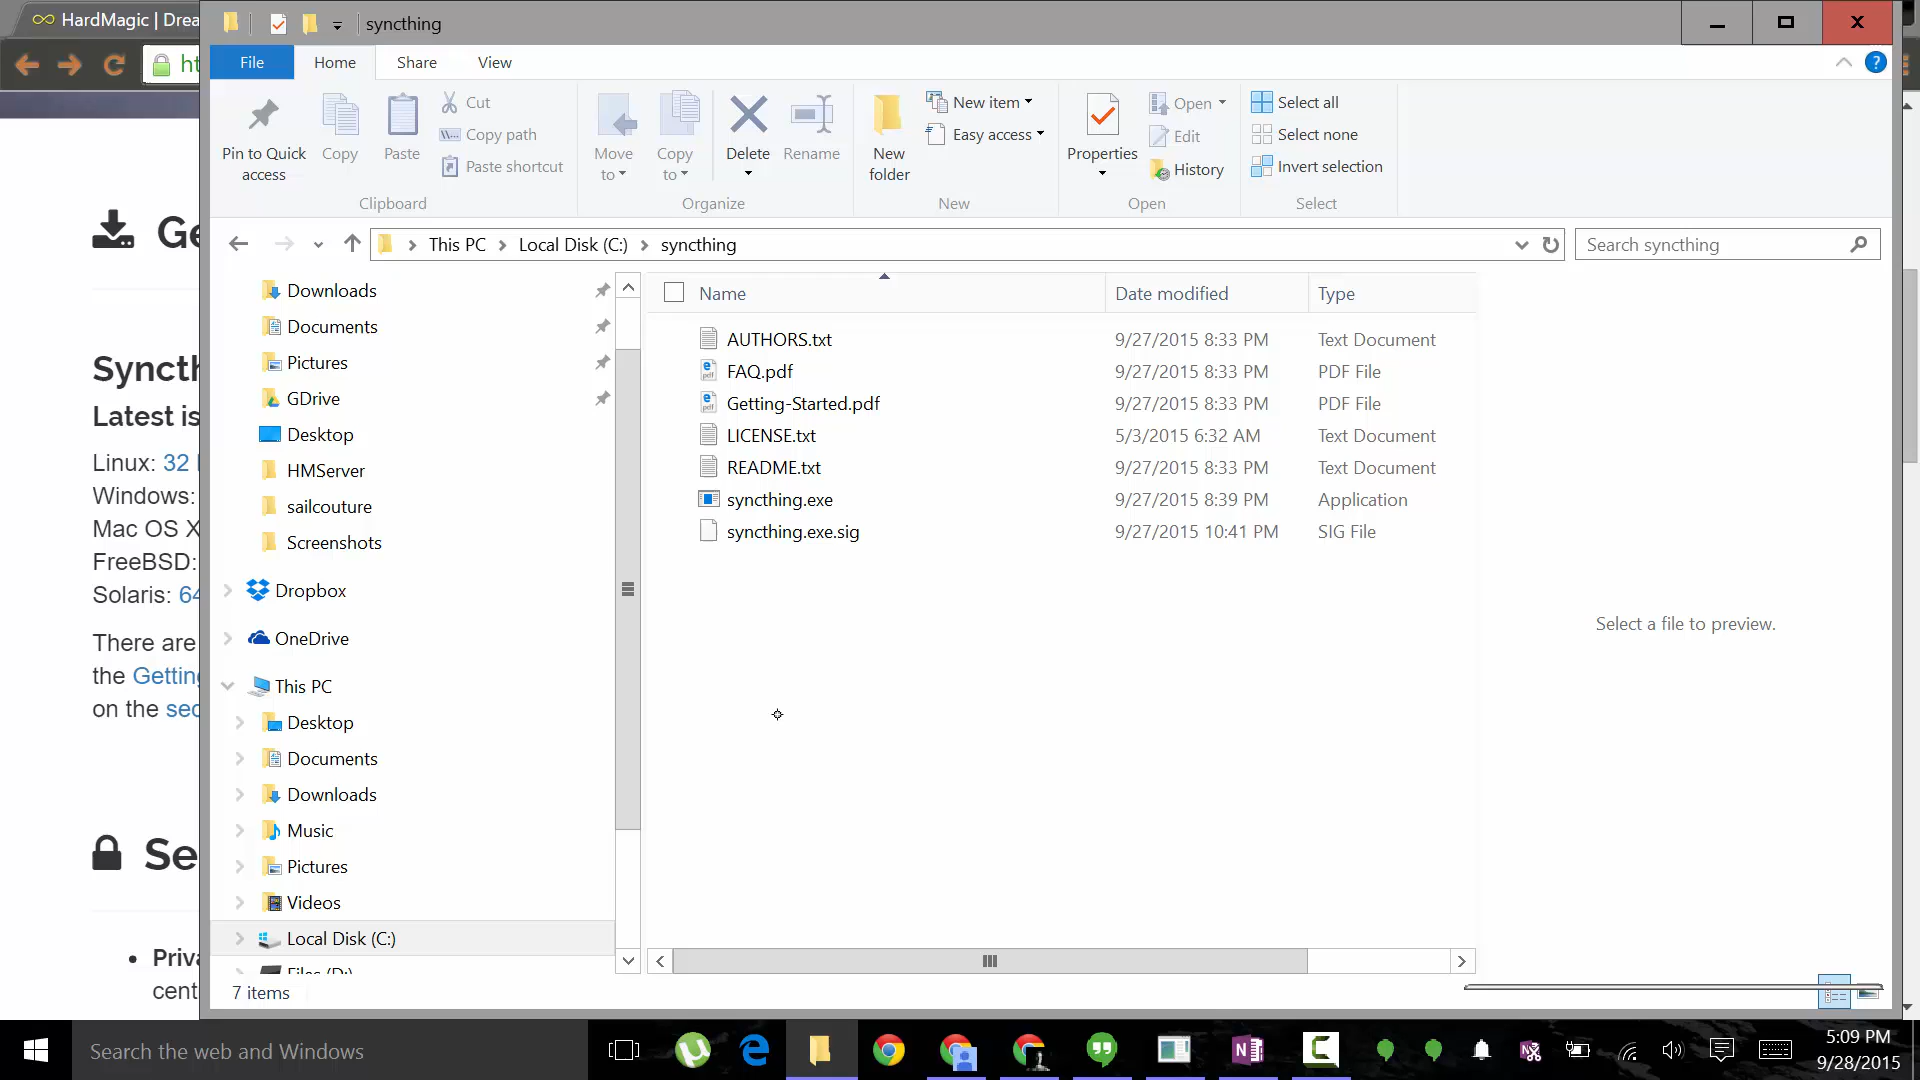 HardMagic | Drea
syncthing
File
Home
Share
View
Pin to Quick access
Copy
Paste
Cut
Copy path
Paste shortcut
Clipboard
Move to
Copy to
Delete
Rename
Organize
New folder
New item
Easy access
New
Properties
Open
Edit
History
Open
Select all
Select none
Invert selection
Select
This PC > Local Disk (C:) > syncthing
Search syncthing
Downloads
Documents
Pictures
GDrive
Desktop
HMServer
sailcouture
Screenshots
Dropbox
OneDrive
This PC
Desktop
Documents
Downloads
Music
Pictures
Videos
Local Disk (C:)
Files (D:)
Name Date modified Type
AUTHORS.txt 9/27/2015 8:33 PM Text Document
FAQ.pdf 9/27/2015 8:33 PM PDF File
Getting-Started.pdf 9/27/2015 8:33 PM PDF File
LICENSE.txt 5/3/2015 6:32 AM Text Document
README.txt 9/27/2015 8:33 PM Text Document
syncthing.exe 9/27/2015 8:39 PM Application
syncthing.exe.sig 9/27/2015 10:41 PM SIG File
Select a file to preview.
7 items
ht
Ge
Syncth
Latest is
Linux: 32
Windows:
Mac OS X
FreeBSD:
Solaris: 64
There are
the Getting
on the sec
Se
Priva
cent
Search the web and Windows
5:09 PM
9/28/2015